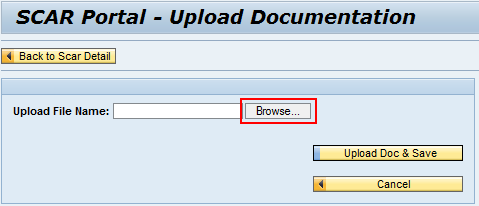 SCAR Portal - Upload Documentation
Back to Scar Detail
Upload File Name: Browse...
Upload Doc & Save
Cancel